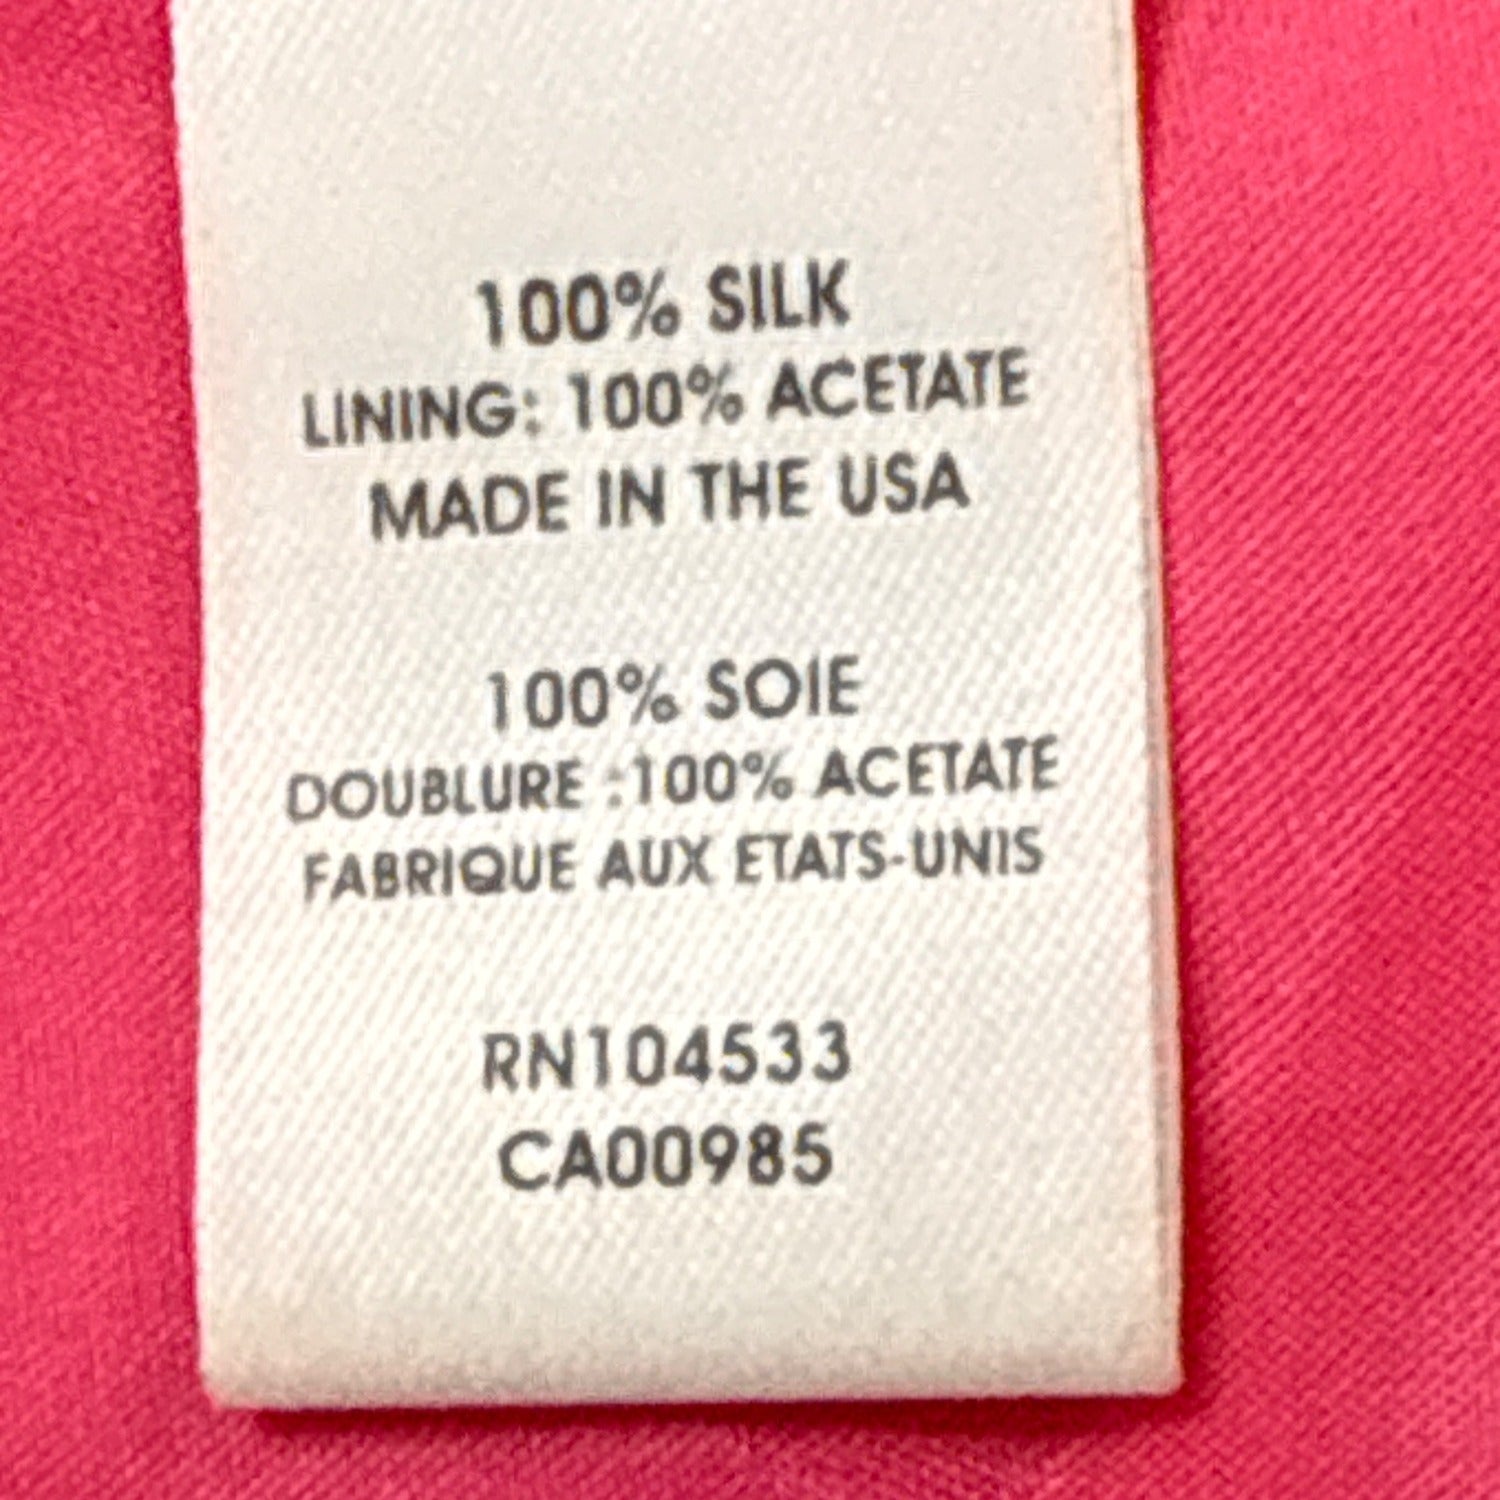 100% SILK
LINING: 100% ACETATE
MADE IN THE USA
100% SOIE
DOUBLURE :100% ACETATE
FABRIQUE AUX ETATS-UNIS
RN104533
CA00985